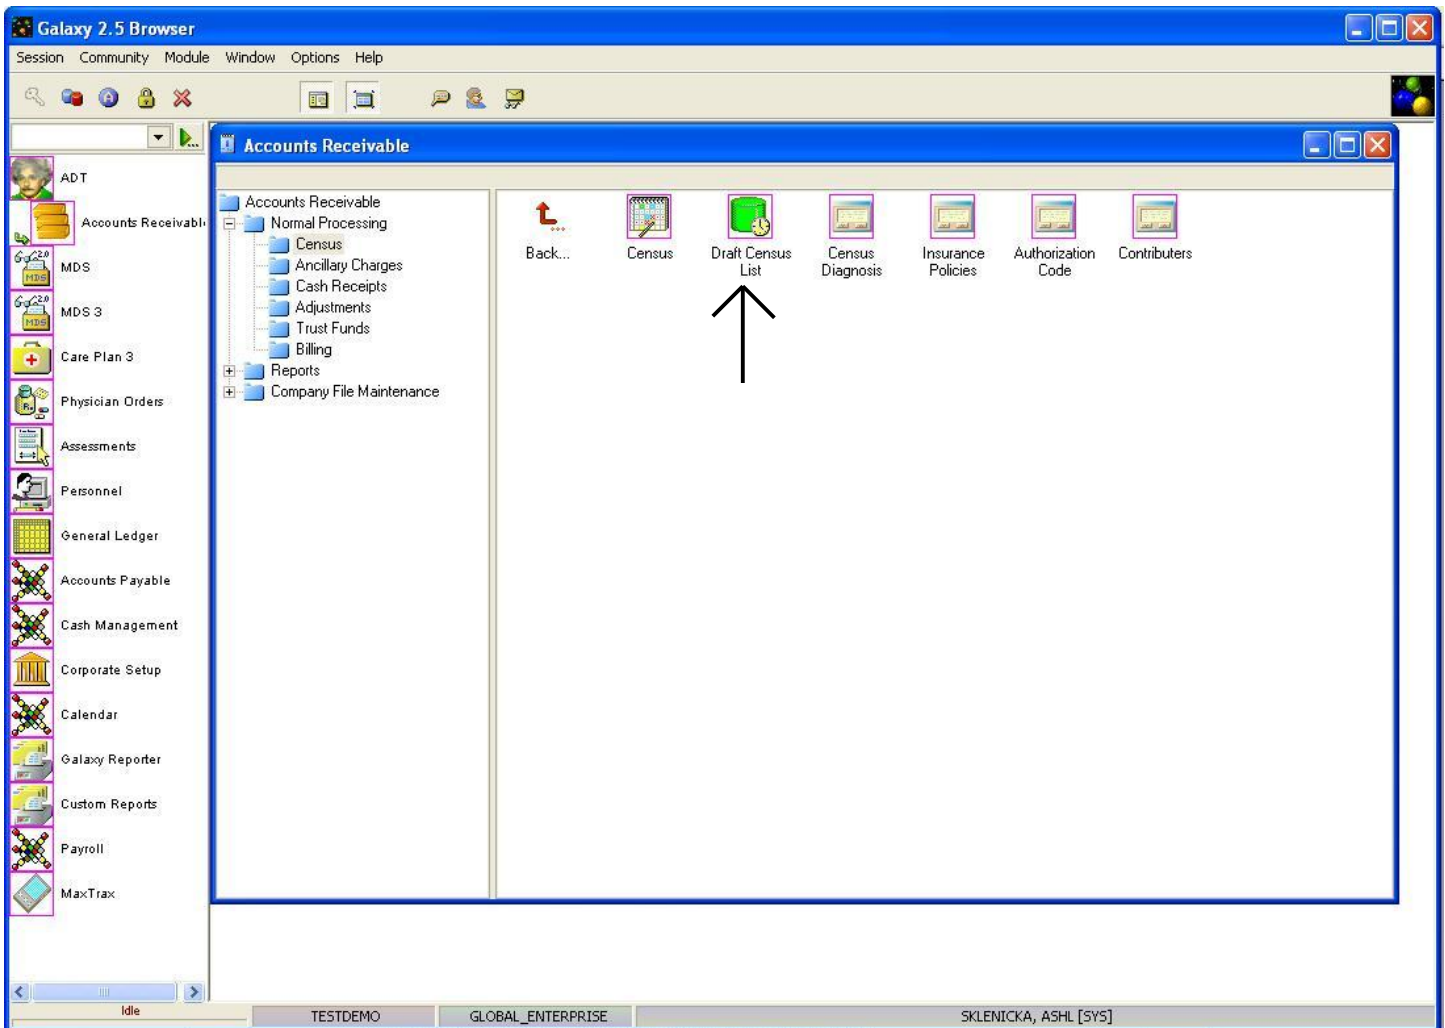 Galaxy 2.5 Browser
Session Community Module Window Options Help
Accounts Receivable
ADT
Accounts Receivabl
MDS
MDS 3
Care Plan 3
Physician Orders
Assessments
Personnel
General Ledger
Accounts Payable
Cash Management
Corporate Setup
Calendar
Galaxy Reporter
Custom Reports
Payroll
MaxTrax
Accounts Receivable
Normal Processing
Census
Ancillary Charges
Cash Receipts
Adjustments
Trust Funds
Billing
Reports
Company File Maintenance
Back...
Census
Draft Census
List
Census
Diagnosis
Insurance
Policies
Authorization
Code
Contributers
Idle
TESTDEMO
GLOBAL_ENTERPRISE
SKLENICKA, ASHL [SYS]